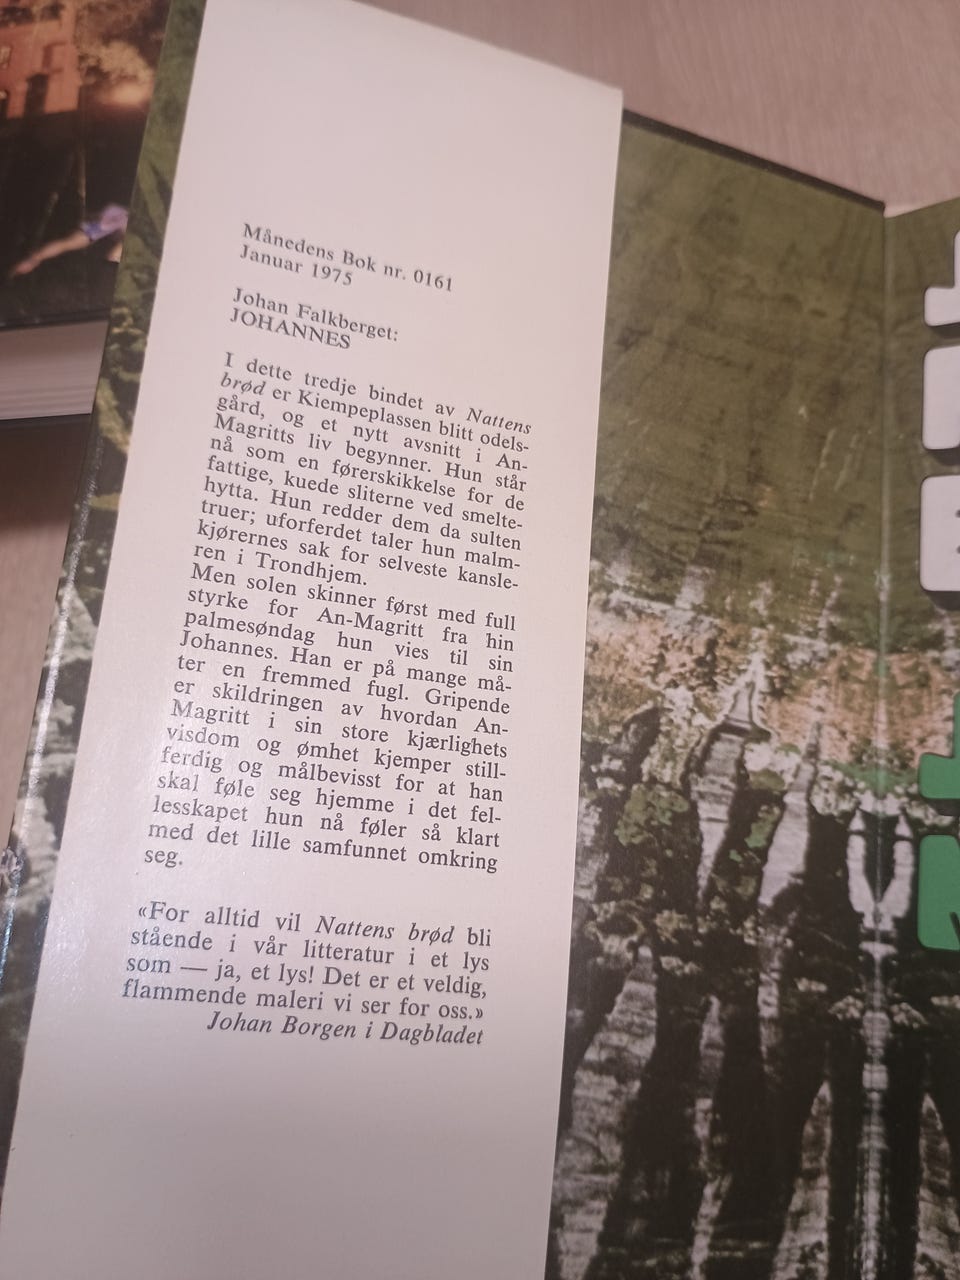 Månedens Bok nr. 0161
Januar 1975
Johan Falkberget:
JOHANNES
I dette tredje bindet av Nattens
brød er Kiempeplassen blitt odels-
gård, og et nytt avsnitt i An-
Magritts liv begynner. Hun står
nå som en førerskikkelse for de
fattige, kuede sliterne ved smelte-
hytta. Hun redder dem da sulten
truer; uforferdet taler hun malm-
kjørernes sak for selveste kansle-
ren i Trondhjem.
Men solen skinner først med full
styrke for An-Magritt fra hin
palmesøndag hun vies til sin
Johannes. Han er på mange må-
ter en fremmed fugl. Gripende
er skildringen av hvordan An-
Magritt i sin store kjærlighets
visdom og ømhet kjemper still-
ferdig og målbevisst for at han
skal føle seg hjemme i det fel-
lesskapet hun nå føler så klart
med det lille samfunnet omkring
seg.
«For alltid vil Nattens brød bli
stående i vår litteratur i et lys
som — ja, et lys! Det er et veldig,
flammende maleri vi ser for oss.»
Johan Borgen i Dagbladet